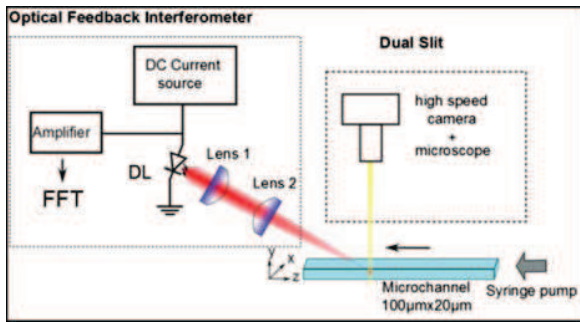 Optical Feedback Interferometer
Dual Slit
DC Current
source
high speed
camera
+
microscope
Amplifier
Lens 1
DL
Lens 2
FFT
y
x
z
Microchannel
100µmx20µm
Syringe pump